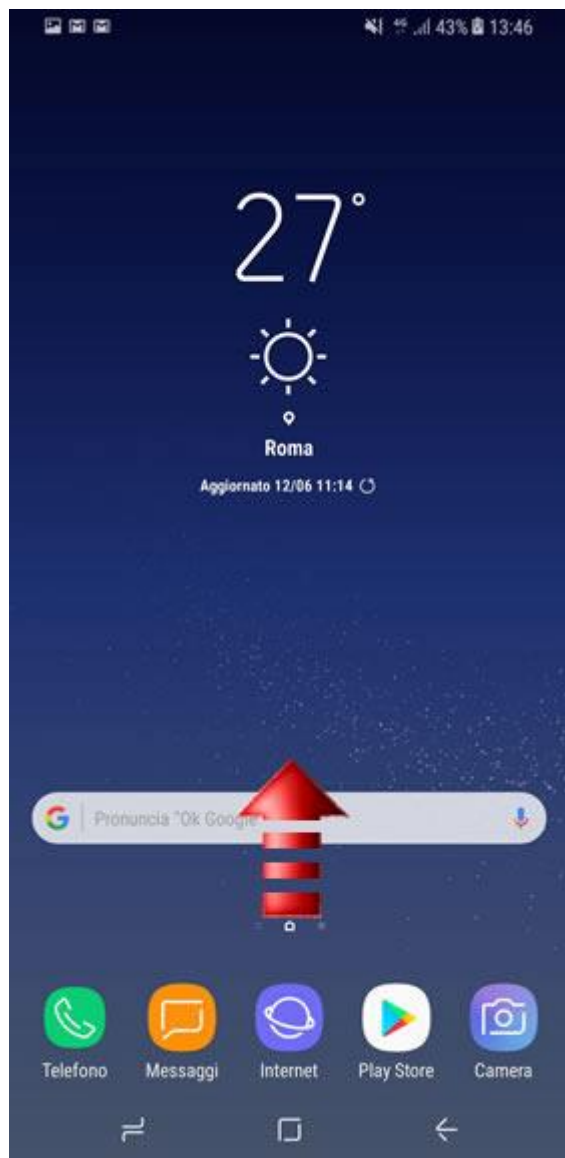 43% 13:46
27°
Roma
Aggiornato 12/06 11:14
Pronuncia "Ok Google
Telefono Messaggi Internet Play Store Camera